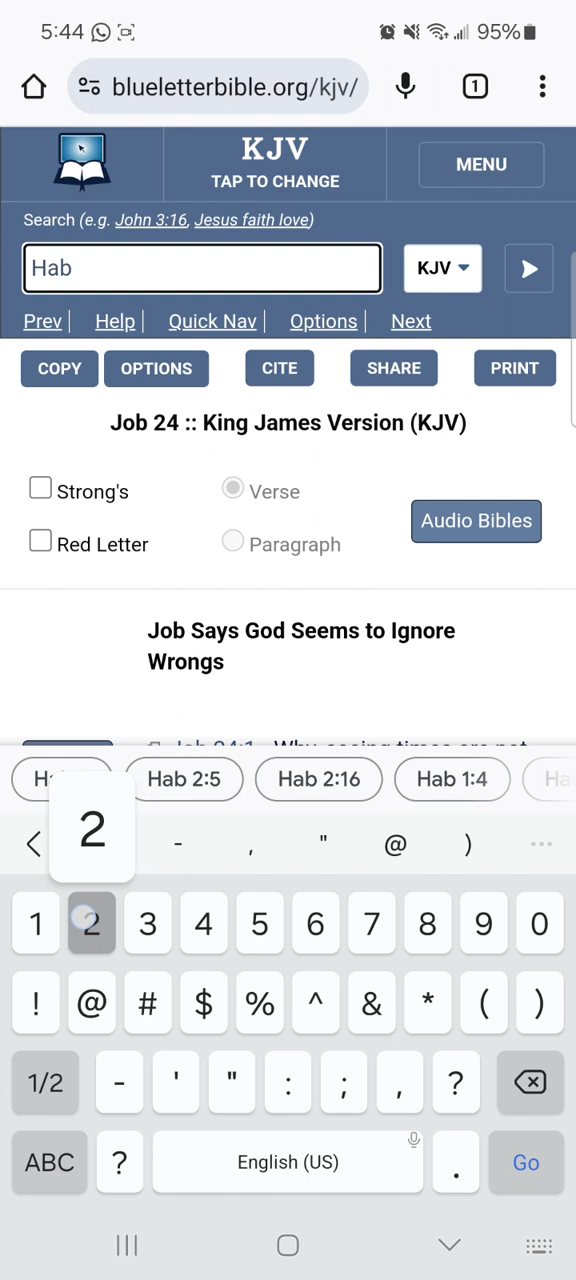 5:44 95%
blueletterbible.org/kjv/ 1
KJV
TAP TO CHANGE
MENU
Search (e.g. John 3:16, Jesus faith love)
Hab KJV
Prev | Help | Quick Nav | Options | Next
COPY OPTIONS CITE SHARE PRINT
Job 24 :: King James Version (KJV)
Strong's Verse
Audio Bibles
Red Letter Paragraph
Job Says God Seems to Ignore
Wrongs
Hab 2:5 Hab 2:16 Hab 1:4 Ha
2
- , " @ ) ...
1 2 3 4 5 6 7 8 9 0
! @ # $ % ^ & * ( )
1/2 - ' " : ; , ?
ABC ? English (US) . Go